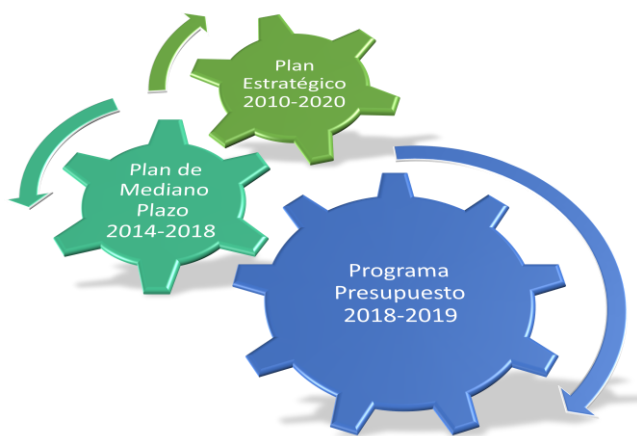 Plan
Estratégico
2010-2020
Plan de
Mediano
Plazo
2014-2018
Programa
Presupuesto
2018-2019